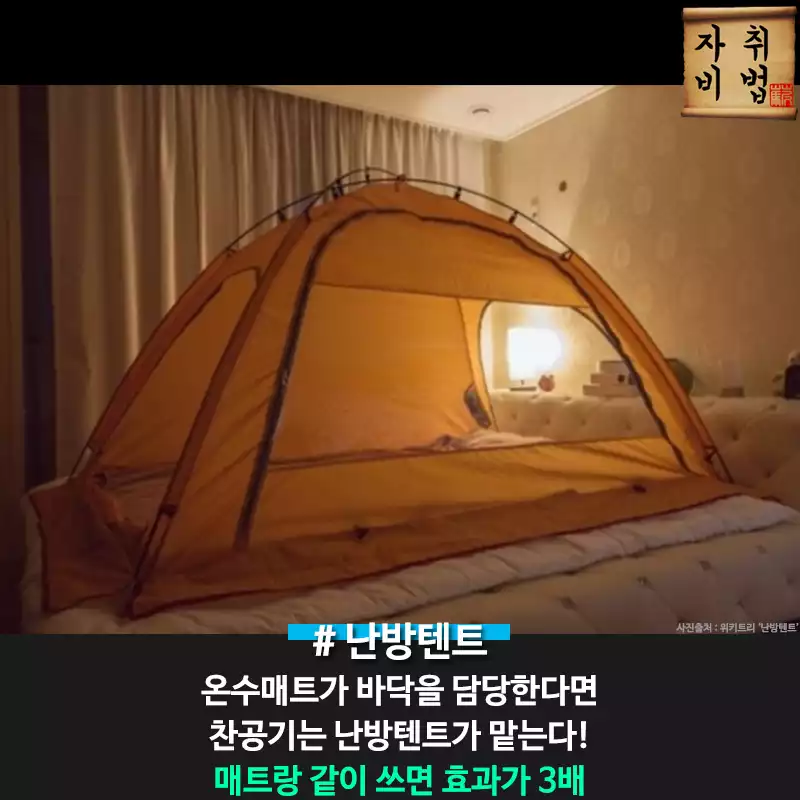 자취
비법
사진출처 : 위키트리 '난방텐트'
# 난방텐트
온수매트가 바닥을 담당한다면
찬공기는 난방텐트가 맡는다!
매트랑 같이 쓰면 효과가 3배